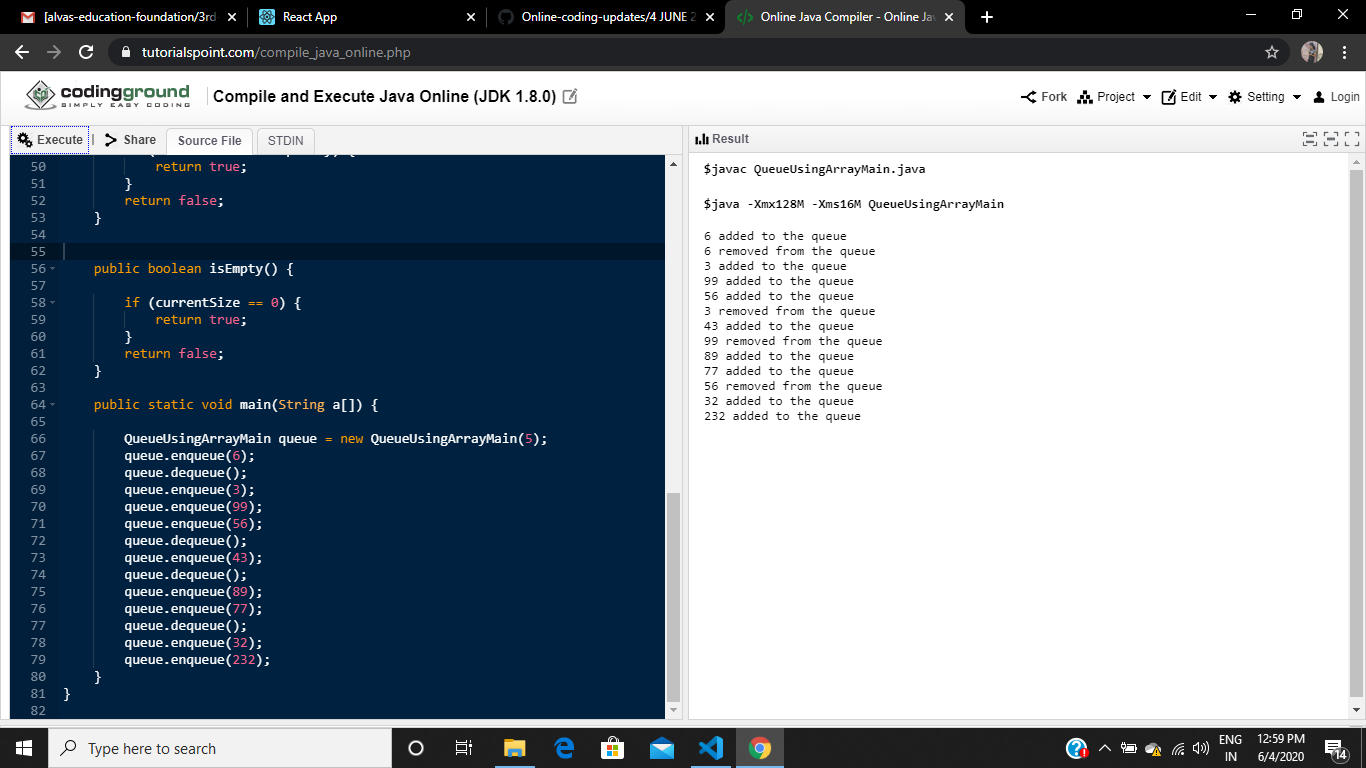 [alvas-education-foundation/3rd
React App
Online-coding-updates/4 JUNE 2
Online Java Compiler - Online Jav
tutorialspoint.com/compile_java_online.php
codingground
SIMPLY EASY CODING
Compile and Execute Java Online (JDK 1.8.0)
Fork
Project
Edit
Setting
Login
Execute
| Share
Source File
STDIN
50 return true;
51 }
52 return false;
53 }
54
55
56 public boolean isEmpty() {
57
58 if (currentSize == 0) {
59 return true;
60 }
61 return false;
62 }
63
64 public static void main(String a[]) {
65
66 QueueUsingArrayMain queue = new QueueUsingArrayMain(5);
67 queue.enqueue(6);
68 queue.dequeue();
69 queue.enqueue(3);
70 queue.enqueue(99);
71 queue.enqueue(56);
72 queue.dequeue();
73 queue.enqueue(43);
74 queue.dequeue();
75 queue.enqueue(89);
76 queue.enqueue(77);
77 queue.dequeue();
78 queue.enqueue(32);
79 queue.enqueue(232);
80 }
81 }
82
Result
$javac QueueUsingArrayMain.java
$java -Xmx128M -Xms16M QueueUsingArrayMain
6 added to the queue
6 removed from the queue
3 added to the queue
99 added to the queue
56 added to the queue
3 removed from the queue
43 added to the queue
99 removed from the queue
89 added to the queue
77 added to the queue
56 removed from the queue
32 added to the queue
232 added to the queue
Type here to search
ENG
IN
12:59 PM
6/4/2020
14